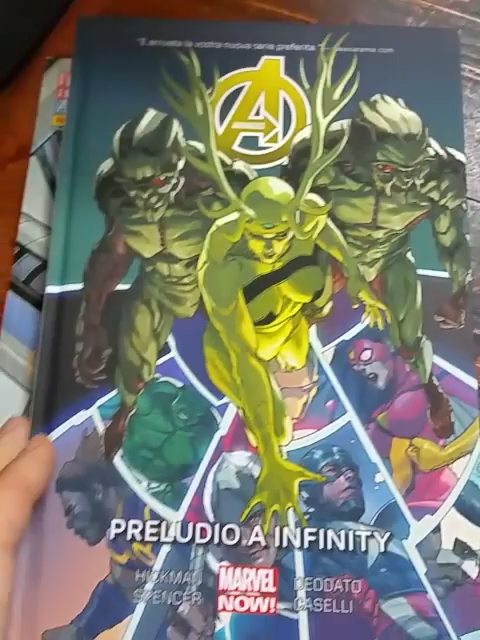 "È arrivata la vostra nuova serie preferita."
A
PRELUDIO A INFINITY
HICKMAN
SPENCER
MARVEL
NOW!
DEODATO
CASELLI